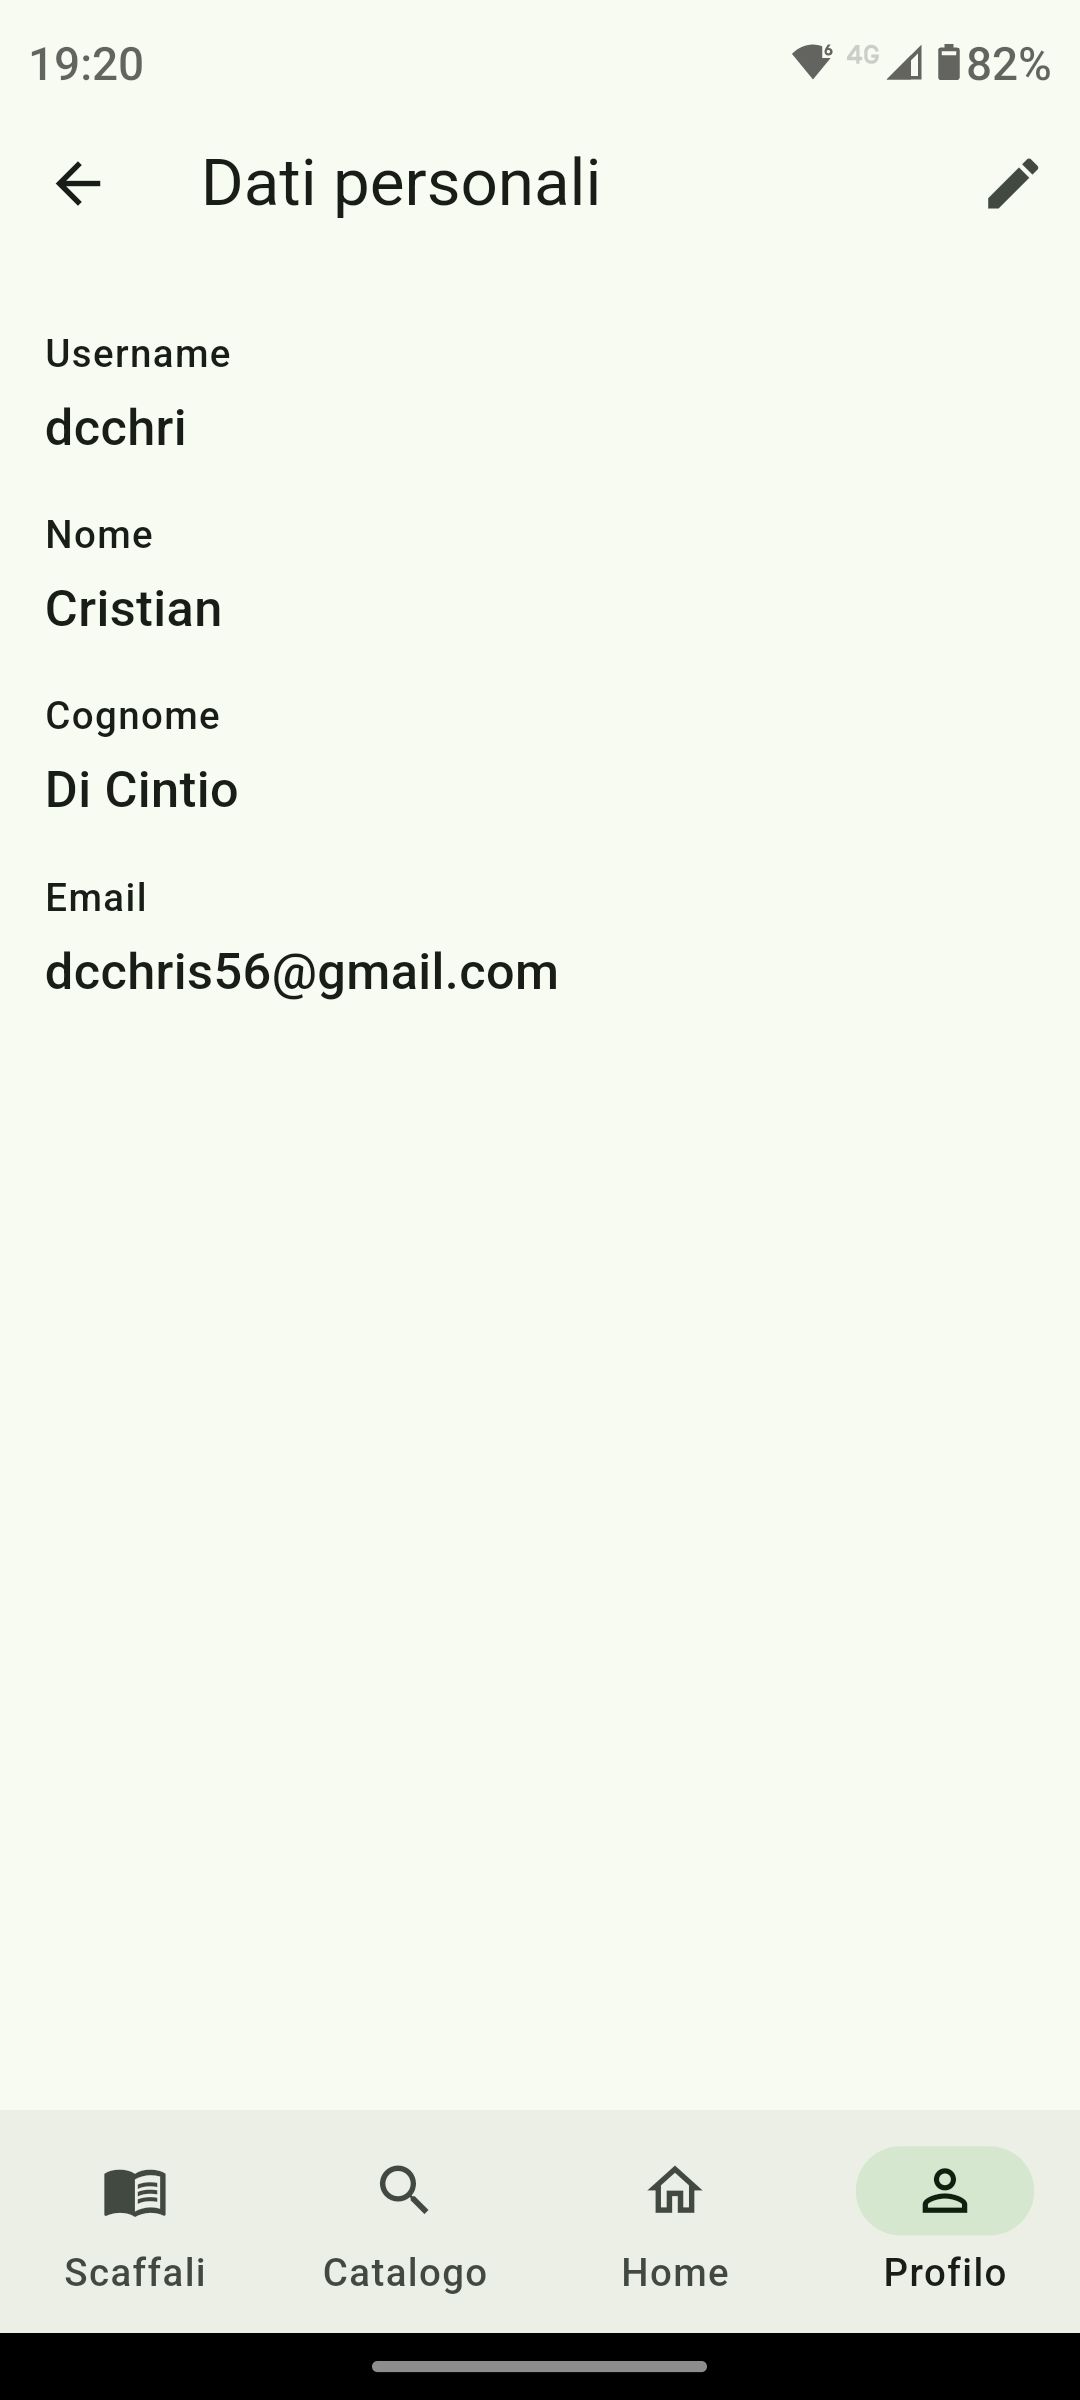 19:20
6 4G 82%
Dati personali
Username
dcchri
Nome
Cristian
Cognome
Di Cintio
Email
dcchris56@gmail.com
Scaffali Catalogo Home Profilo